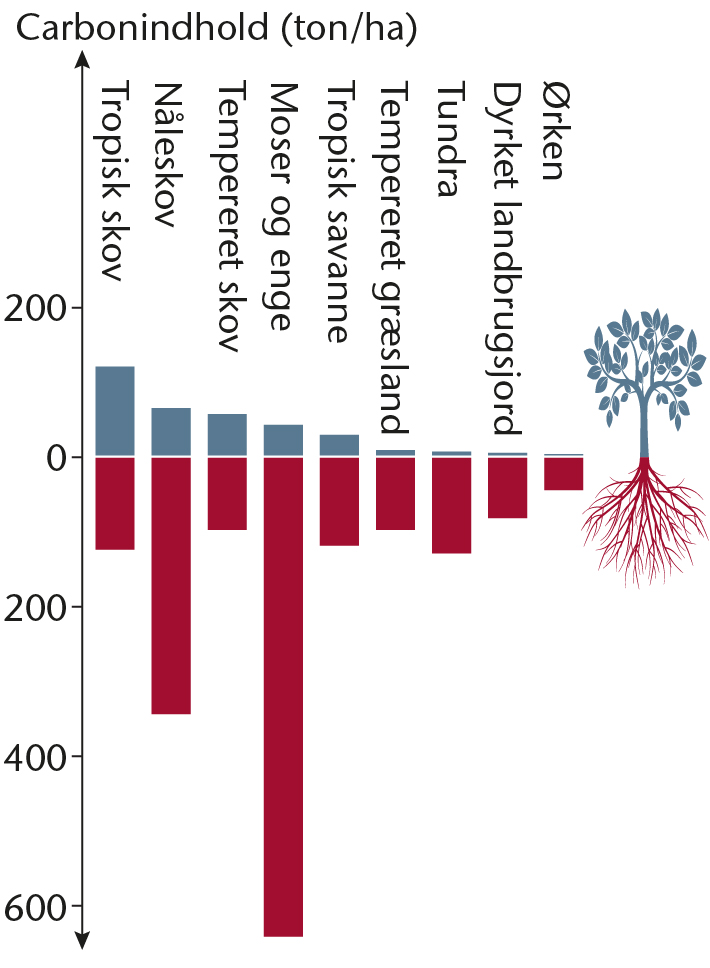 Carbonindhold (ton/ha)
Tropisk skov
Nåleskov
Tempereret skov
Moser og enge
Tropisk savanne
Tempereret græsland
Tundra
Dyrket landbrugsjord
Ørken
200
0
200
400
600